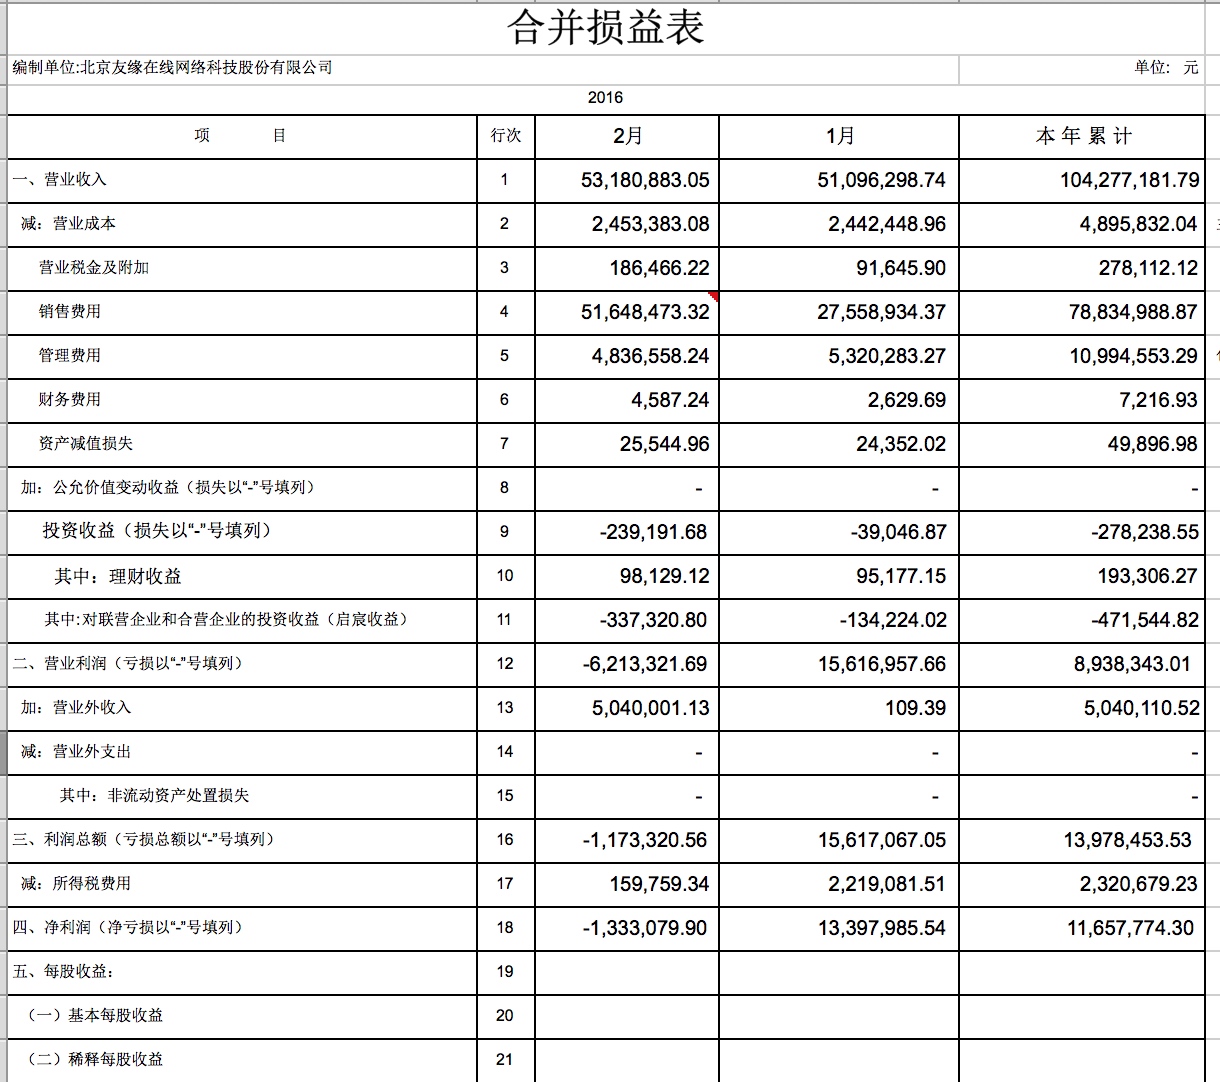 合并损益表
编制单位:北京友缘在线网络科技股份有限公司 单位: 元
2016
项 目 行次 2月 1月 本 年 累 计
一、营业收入 1 53,180,883.05 51,096,298.74 104,277,181.79
减：营业成本 2 2,453,383.08 2,442,448.96 4,895,832.04
营业税金及附加 3 186,466.22 91,645.90 278,112.12
销售费用 4 51,648,473.32 27,558,934.37 78,834,988.87
管理费用 5 4,836,558.24 5,320,283.27 10,994,553.29
财务费用 6 4,587.24 2,629.69 7,216.93
资产减值损失 7 25,544.96 24,352.02 49,896.98
加：公允价值变动收益（损失以“-”号填列） 8 - - -
投资收益（损失以“-”号填列） 9 -239,191.68 -39,046.87 -278,238.55
其中：理财收益 10 98,129.12 95,177.15 193,306.27
其中:对联营企业和合营企业的投资收益（启宸收益） 11 -337,320.80 -134,224.02 -471,544.82
二、营业利润（亏损以“-”号填列） 12 -6,213,321.69 15,616,957.66 8,938,343.01
加：营业外收入 13 5,040,001.13 109.39 5,040,110.52
减：营业外支出 14 - - -
其中：非流动资产处置损失 15 - - -
三、利润总额（亏损总额以“-”号填列） 16 -1,173,320.56 15,617,067.05 13,978,453.53
减：所得税费用 17 159,759.34 2,219,081.51 2,320,679.23
四、净利润（净亏损以“-”号填列） 18 -1,333,079.90 13,397,985.54 11,657,774.30
五、每股收益： 19
（一）基本每股收益 20
（二）稀释每股收益 21